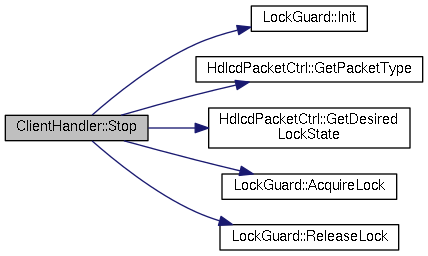 LockGuard::Init
HdlcdPacketCtrl::GetPacketType
ClientHandler::Stop
HdlcdPacketCtrl::GetDesired
LockState
LockGuard::AcquireLock
LockGuard::ReleaseLock